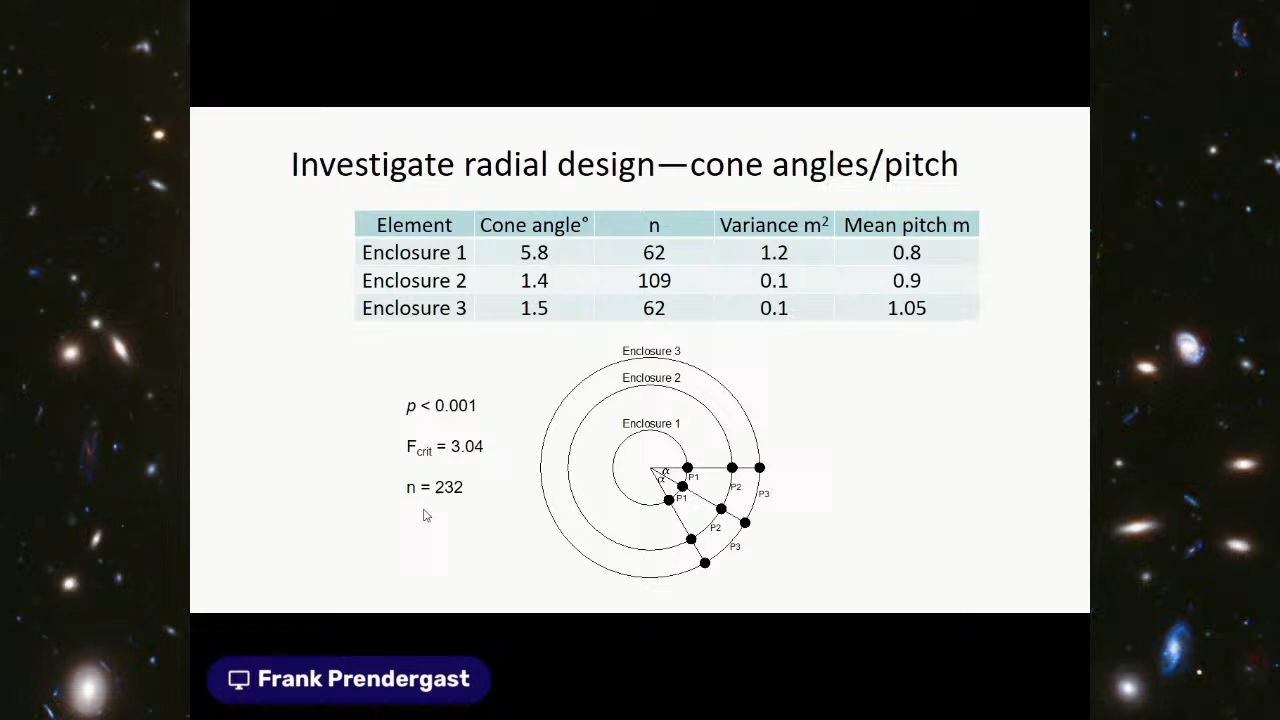 Investigate radial design—cone angles/pitch
Element Cone angle° n Variance m² Mean pitch m
Enclosure 1 5.8 62 1.2 0.8
Enclosure 2 1.4 109 0.1 0.9
Enclosure 3 1.5 62 0.1 1.05
Enclosure 3
Enclosure 2
Enclosure 1
p < 0.001
Fcrit = 3.04
n = 232
α
α
P1
P1
P2
P2
P3
P3
Frank Prendergast